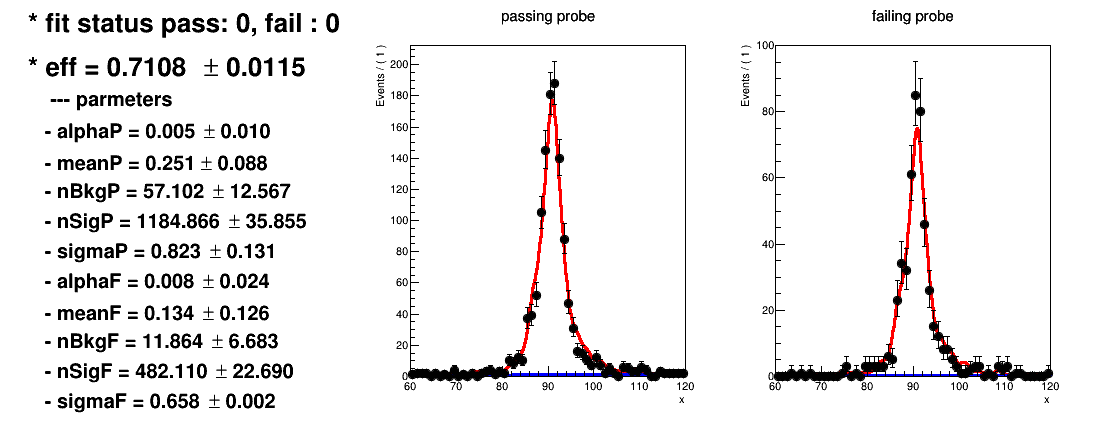 * fit status pass: 0, fail : 0
* eff = 0.7108 ± 0.0115
--- parmeters
- alphaP = 0.005 ± 0.010
- meanP = 0.251 ± 0.088
- nBkgP = 57.102 ± 12.567
- nSigP = 1184.866 ± 35.855
- sigmaP = 0.823 ± 0.131
- alphaF = 0.008 ± 0.024
- meanF = 0.134 ± 0.126
- nBkgF = 11.864 ± 6.683
- nSigF = 482.110 ± 22.690
- sigmaF = 0.658 ± 0.002
passing probe
Events / ( 1 )
200
180
160
140
120
100
80
60
40
20
0
60 70 80 90 100 110 120
x
failing probe
Events / ( 1 )
100
80
60
40
20
0
60 70 80 90 100 110 120
x